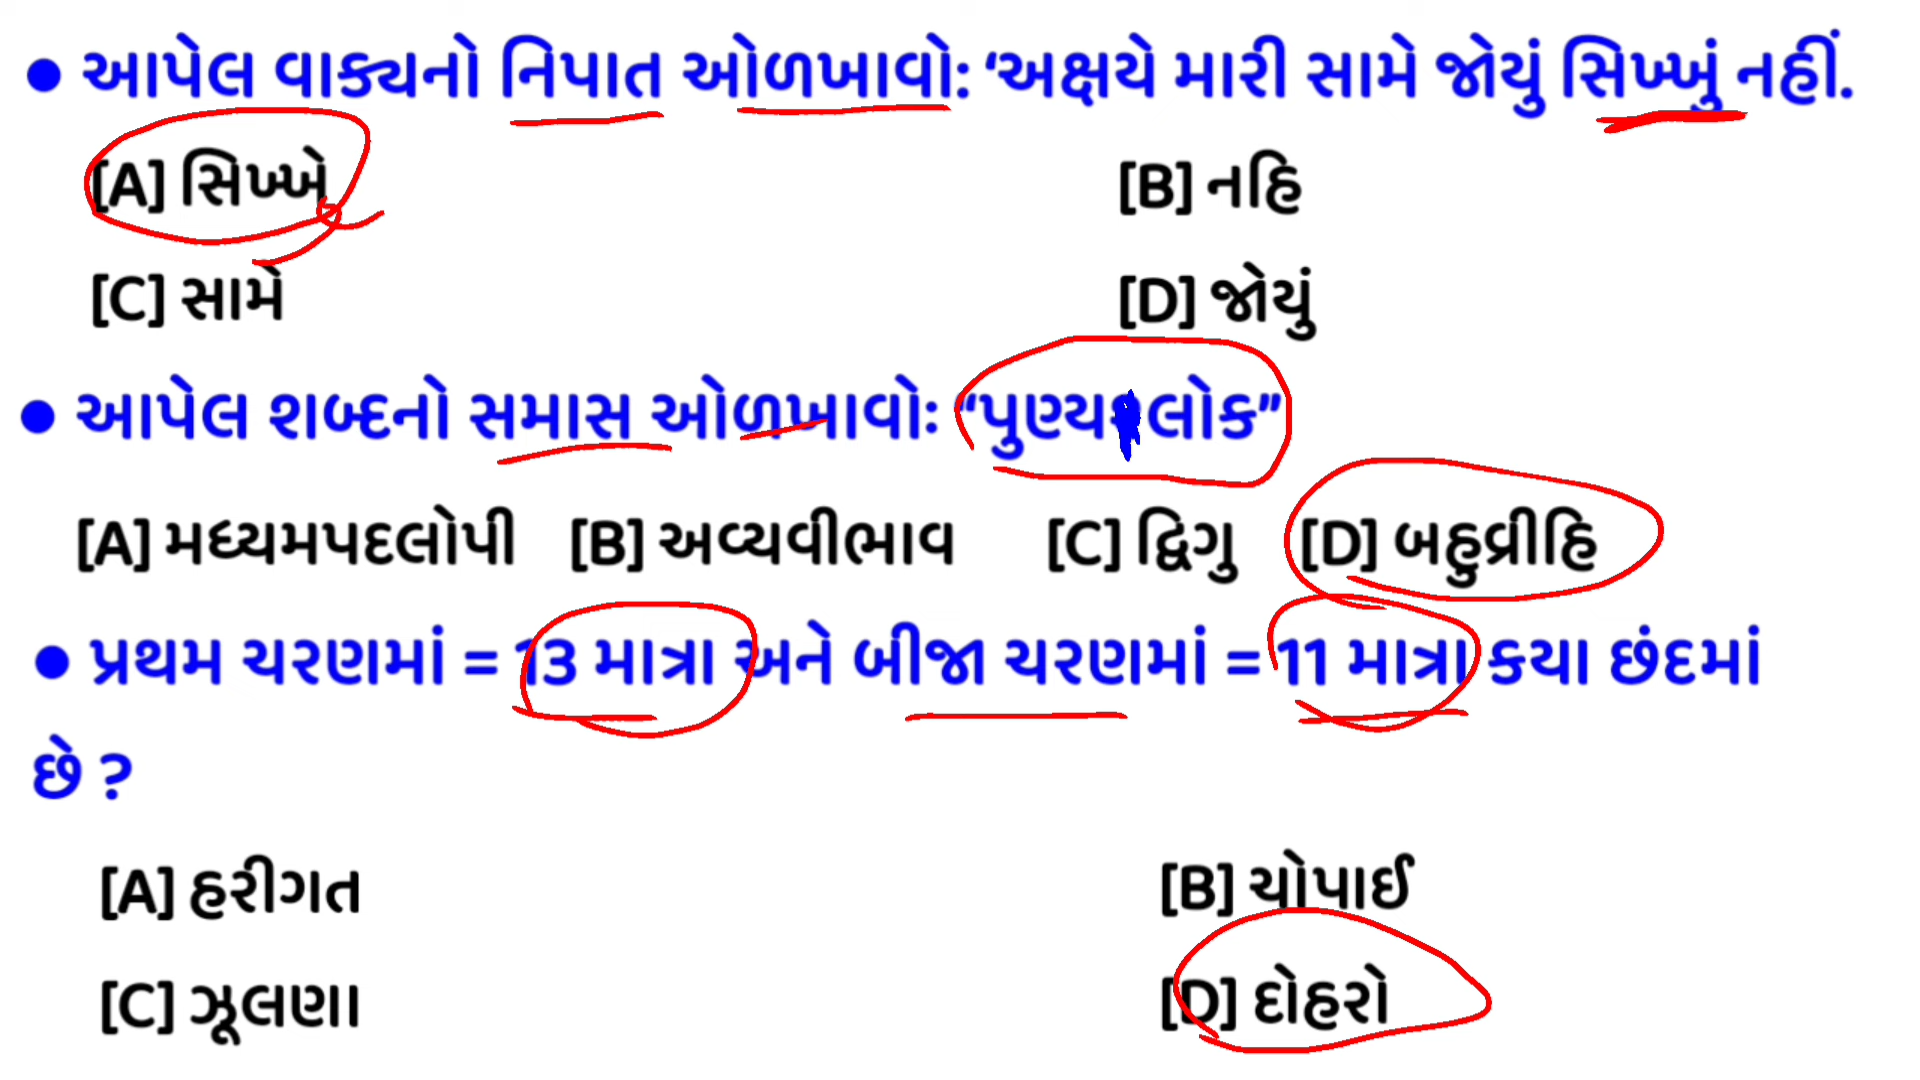 ● આપેલ વાક્યનો નિપાત ઓળખાવો: ‘અક્ષયે મારી સામે જોયું સિખ્ખું નહીં.
[A] સિખ્ખે [B] નહિ
[C] સામે [D] જોયું
● આપેલ શબ્દનો સમાસ ઓળખાવોઃ “પુણ્યશ્લોક”
[A] મધ્યમપદલોપી [B] અવ્યવીભાવ [C] દ્વિગુ [D] બહુવ્રીહિ
● પ્રથમ ચરણમાં = 13 માત્રા અને બીજા ચરણમાં = 11 માત્રા કયા છંદમાં
છે ?
[A] હરીગત [B] ચોપાઈ
[C] ઝૂલણા [D] દોહરો